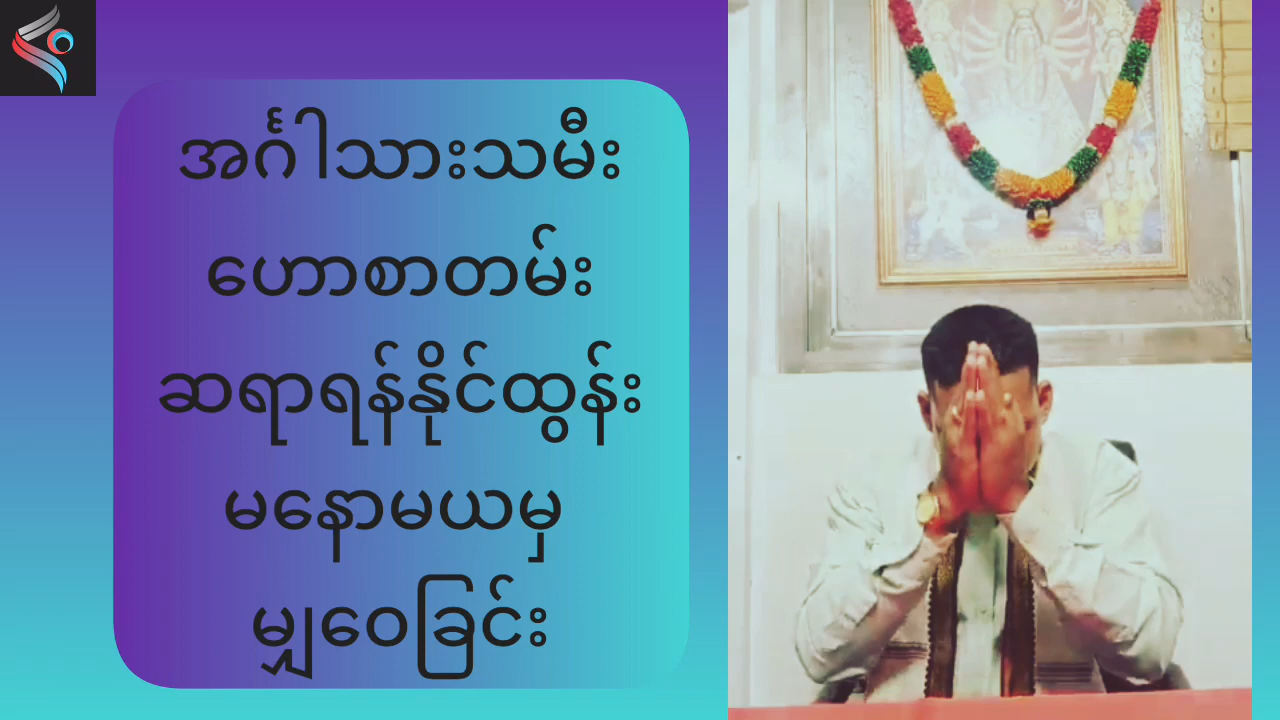 အင်္ဂါသားသမီး
ဟောစာတမ်း
ဆရာရန်နိုင်ထွန်း
မနောမယမှ
မျှဝေခြင်း